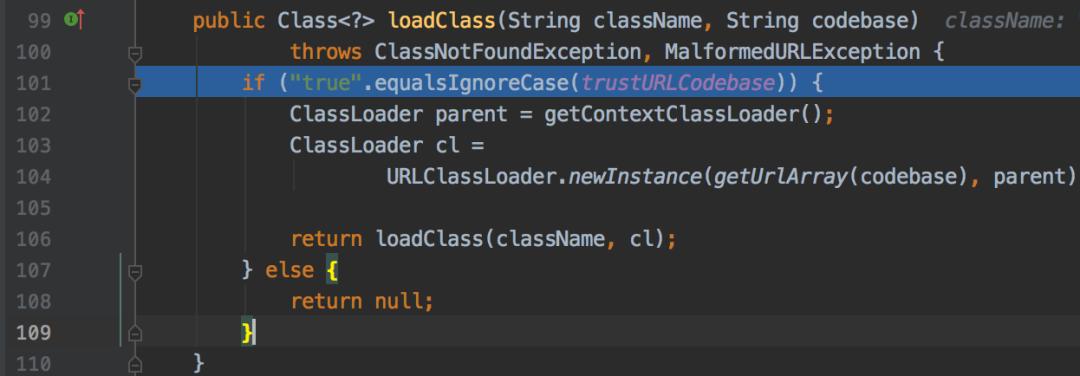 99 public Class<?> loadClass(String className, String codebase) className:
100 throws ClassNotFoundException, MalformedURLException {
101 if ("true".equalsIgnoreCase(trustURLCodebase)) {
102 ClassLoader parent = getContextClassLoader();
103 ClassLoader cl =
104 URLClassLoader.newInstance(getUrlArray(codebase), parent)
105
106 return loadClass(className, cl);
107 } else {
108 return null;
109 }
110 }